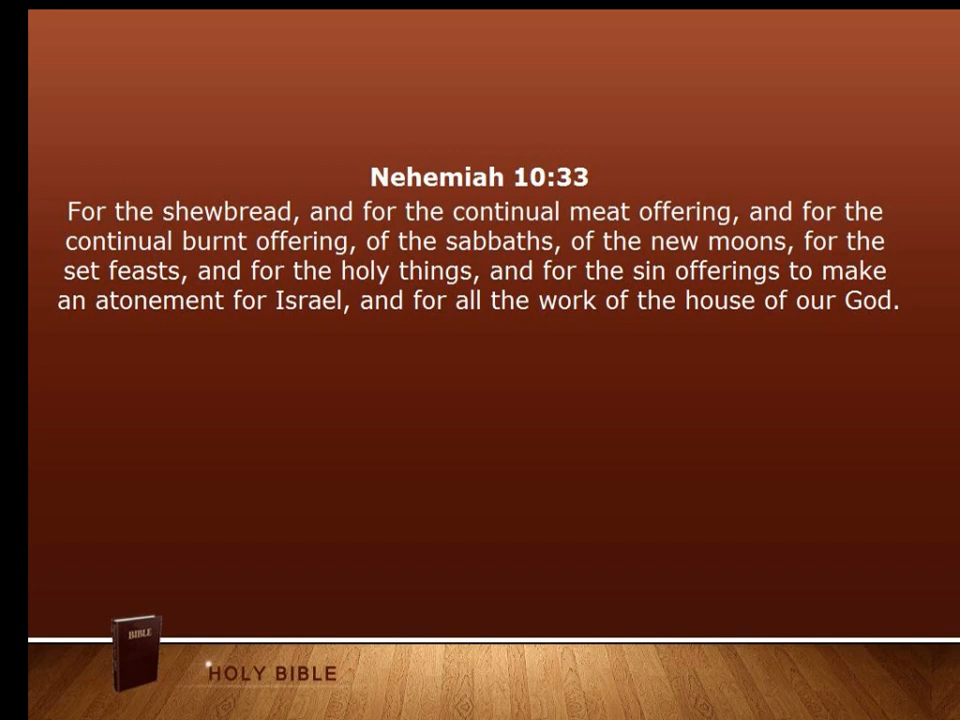 Nehemiah 10:33
For the shewbread, and for the continual meat offering, and for the
continual burnt offering, of the sabbaths, of the new moons, for the
set feasts, and for the holy things, and for the sin offerings to make
an atonement for Israel, and for all the work of the house of our God.
BIBLE
HOLY BIBLE